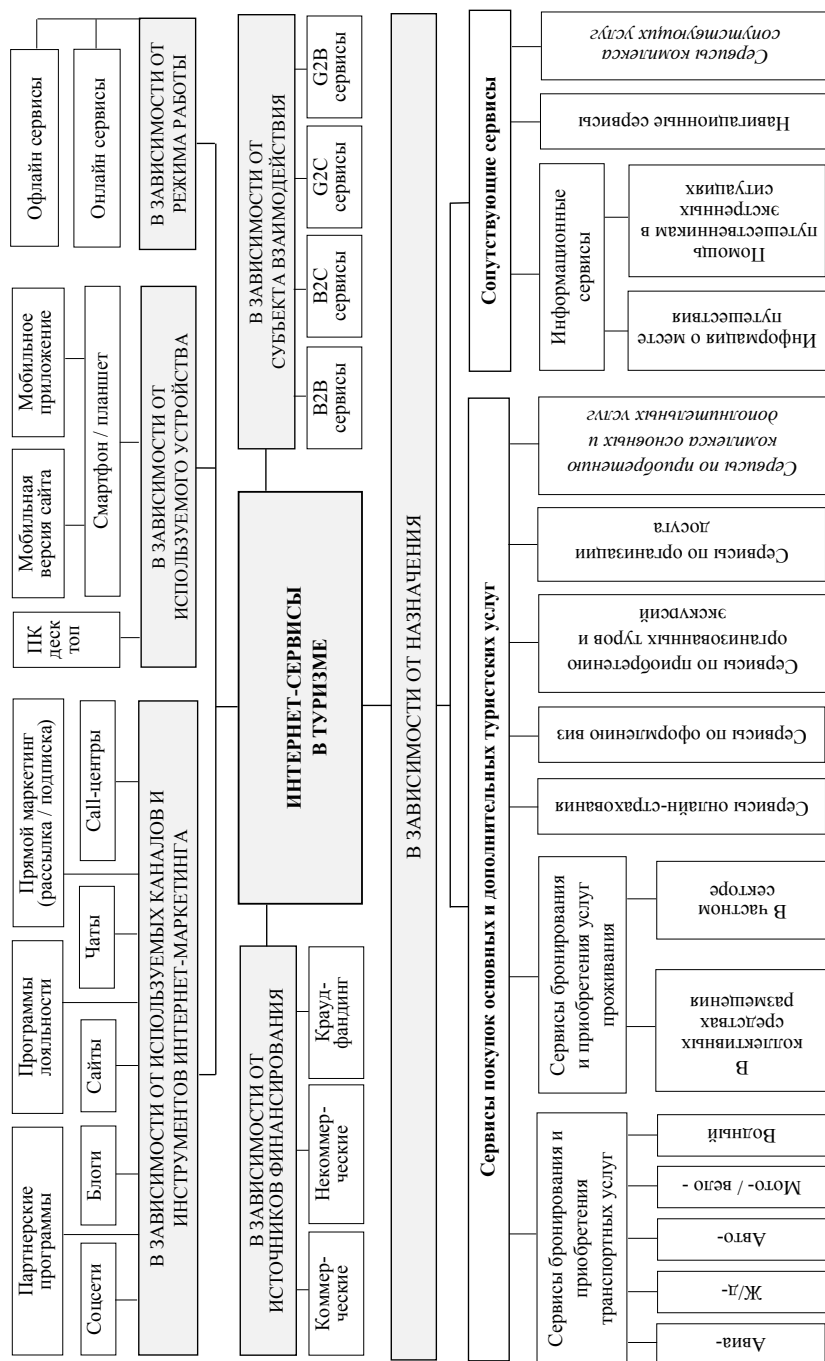 Партнерские
программы
Программы
лояльности
Прямой маркетинг
(рассылка / подписка)
Соцсети
Блоги
Сайты
Чаты
Call-центры
В ЗАВИСИМОСТИ ОТ ИСПОЛЬЗУЕМЫХ КАНАЛОВ И
ИНСТРУМЕНТОВ ИНТЕРНЕТ-МАРКЕТИНГА
ПК
деск
топ
Мобильная
версия сайта
Мобильное
приложение
Смартфон / планшет
В ЗАВИСИМОСТИ ОТ
ИСПОЛЬЗУЕМОГО УСТРОЙСТВА
Офлайн сервисы
Онлайн сервисы
В ЗАВИСИМОСТИ ОТ
РЕЖИМА РАБОТЫ
В ЗАВИСИМОСТИ ОТ
ИСТОЧНИКОВ ФИНАНСИРОВАНИЯ
Коммер-
ческие
Некоммер-
ческие
Крауд-
фандинг
ИНТЕРНЕТ-СЕРВИСЫ
В ТУРИЗМЕ
В ЗАВИСИМОСТИ ОТ
СУБЪЕКТА ВЗАИМОДЕЙСТВИЯ
B2B
сервисы
B2C
сервисы
G2C
сервисы
G2B
сервисы
В ЗАВИСИМОСТИ ОТ НАЗНАЧЕНИЯ
Сервисы покупок основных и дополнительных туристских услуг
Сервисы бронирования и
приобретения
транспортных услуг
Авиа-
Ж/д-
Авто-
Мото- / вело -
Водный
Сервисы бронирования
и приобретения услуг
проживания
В
коллективных
средствах
размещения
В частном
секторе
Сервисы онлайн-страхования
Сервисы по оформлению
виз
Сервисы по приобретению
организованных туров и
экскурсий
Сервисы по организации
досуга
Сервисы по приобретению
комплекса основных и
дополнительных услуг
Сопутствующие сервисы
Информационные
сервисы
Информация о месте
путешествия
Помощь
путешественникам в
экстренных
ситуациях
Навигационные сервисы
Сервисы комплекса
сопутствующих услуг